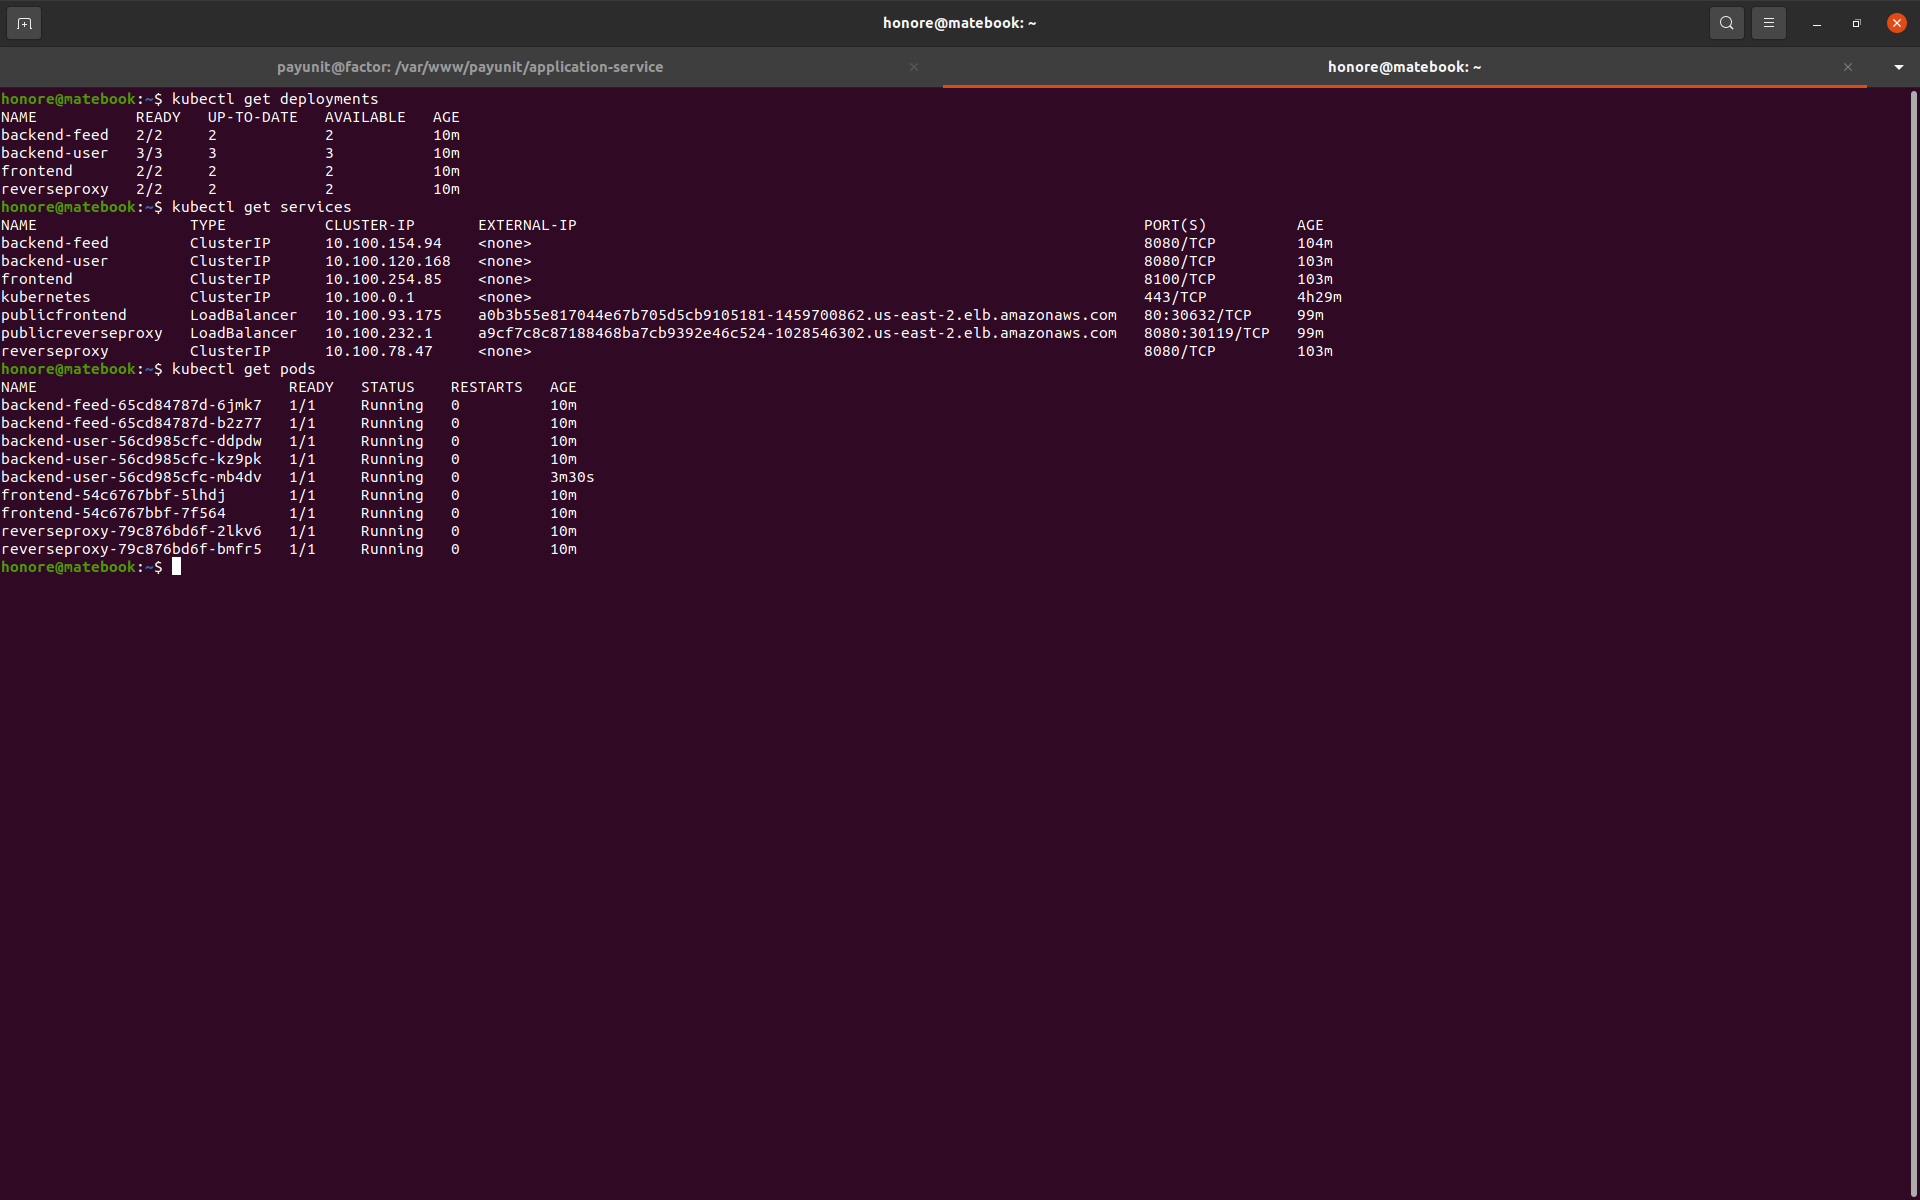 honore@matebook: ~
payunit@factor: /var/www/payunit/application-service
honore@matebook: ~
honore@matebook:~$ kubectl get deployments
NAME READY UP-TO-DATE AVAILABLE AGE
backend-feed 2/2 2 2 10m
backend-user 3/3 3 3 10m
frontend 2/2 2 2 10m
reverseproxy 2/2 2 2 10m
honore@matebook:~$ kubectl get services
NAME TYPE CLUSTER-IP EXTERNAL-IP PORT(S) AGE
backend-feed ClusterIP 10.100.154.94 <none> 8080/TCP 104m
backend-user ClusterIP 10.100.120.168 <none> 8080/TCP 103m
frontend ClusterIP 10.100.254.85 <none> 8100/TCP 103m
kubernetes ClusterIP 10.100.0.1 <none> 443/TCP 4h29m
publicfrontend LoadBalancer 10.100.93.175 a0b3b55e817044e67b705d5cb9105181-1459700862.us-east-2.elb.amazonaws.com 80:30632/TCP 99m
publicreverseproxy LoadBalancer 10.100.232.1 a9cf7c8c87188468ba7cb9392e46c524-1028546302.us-east-2.elb.amazonaws.com 8080:30119/TCP 99m
reverseproxy ClusterIP 10.100.78.47 <none> 8080/TCP 103m
honore@matebook:~$ kubectl get pods
NAME READY STATUS RESTARTS AGE
backend-feed-65cd84787d-6jmk7 1/1 Running 0 10m
backend-feed-65cd84787d-b2z77 1/1 Running 0 10m
backend-user-56cd985cfc-ddpdw 1/1 Running 0 10m
backend-user-56cd985cfc-kz9pk 1/1 Running 0 10m
backend-user-56cd985cfc-mb4dv 1/1 Running 0 3m30s
frontend-54c6767bbf-5lhdj 1/1 Running 0 10m
frontend-54c6767bbf-7f564 1/1 Running 0 10m
reverseproxy-79c876bd6f-2lkv6 1/1 Running 0 10m
reverseproxy-79c876bd6f-bmfr5 1/1 Running 0 10m
honore@matebook:~$